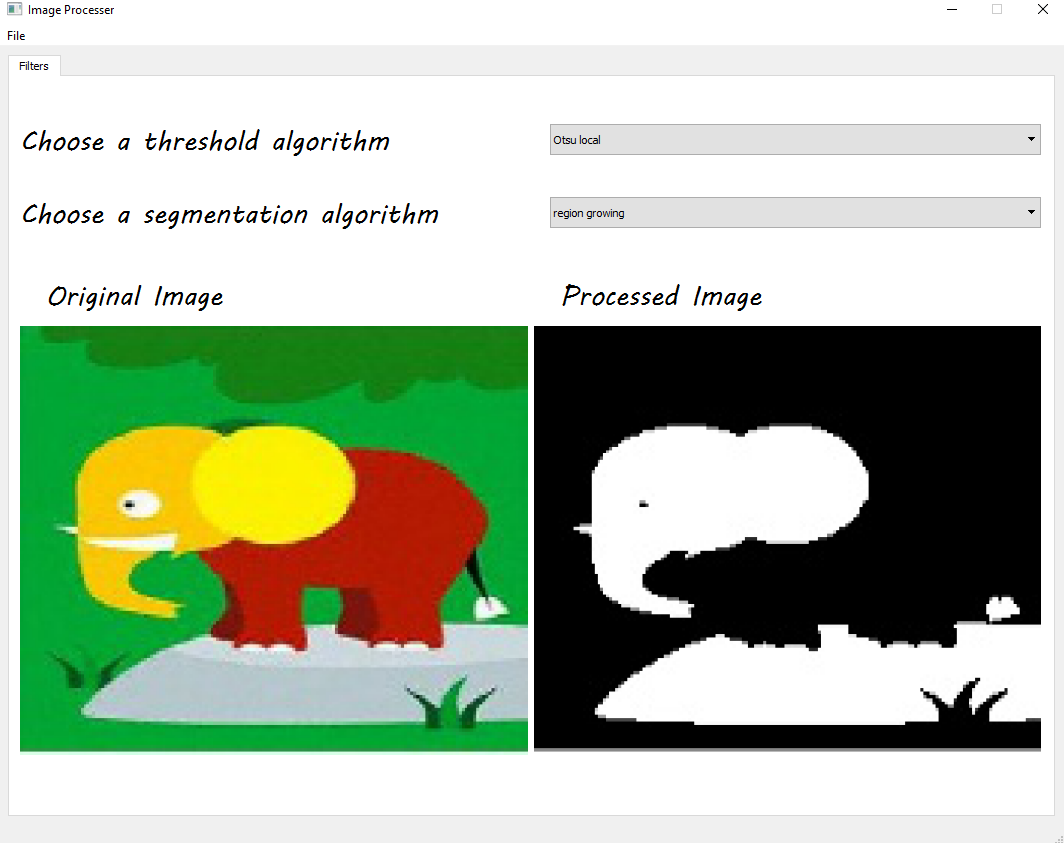 Image Processer
File
Filters
Choose a threshold algorithm
Otsu local
Choose a segmentation algorithm
region growing
Original Image
Processed Image